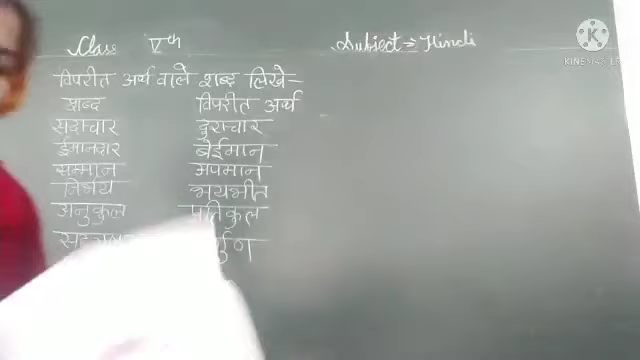 Class Vth Subject => Hindi
विपरीत अर्थ वाले शब्द लिखे -
शब्द विपरीत अर्थ
सदाचार दुराचार
ईमानदार बेईमान
सम्मान अपमान
निर्भय भयभीत
अनुकुल प्रतिकुल
KINEMASTER